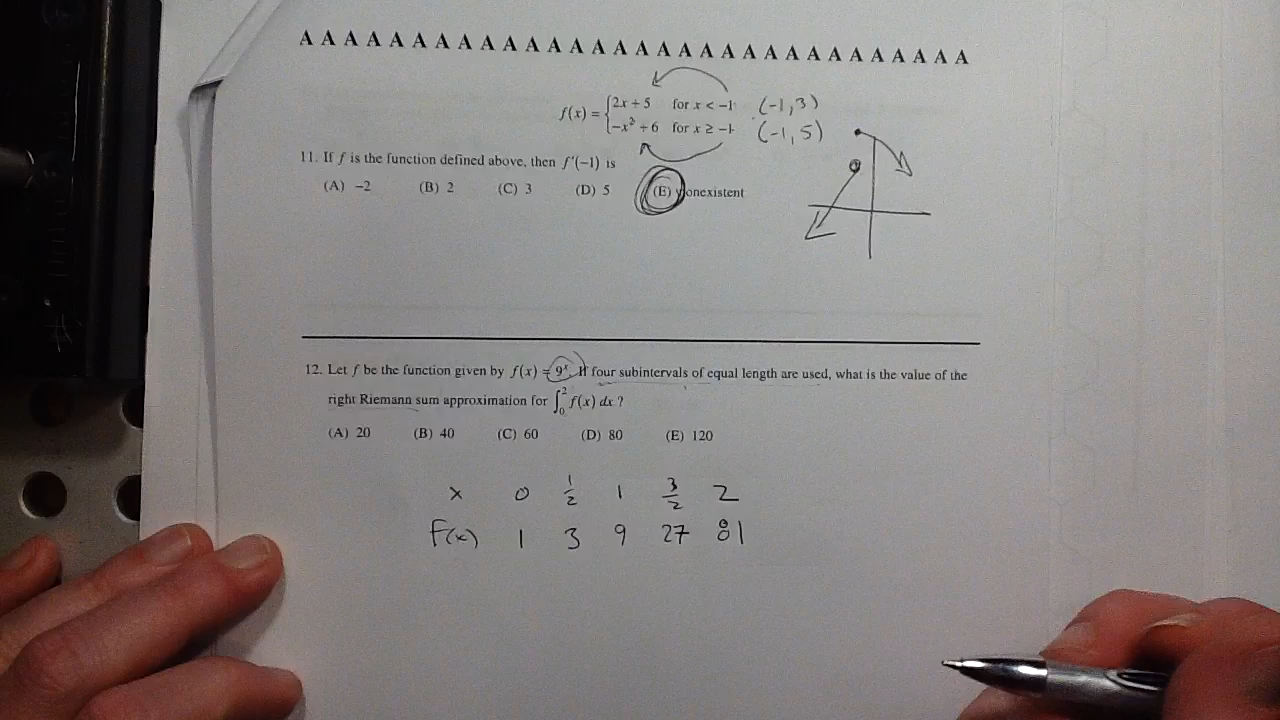 A A A A A A A A A A A A A A A A A A A A A A A A A A A A A A
f(x) = { 2x + 5 for x < −1 (-1, 3)
−x² + 6 for x ≥ −1 (-1, 5)
11. If f is the function defined above, then f′(−1) is
(A) −2 (B) 2 (C) 3 (D) 5 (E) nonexistent
12. Let f be the function given by f(x) = 9ˣ. If four subintervals of equal length are used, what is the value of the
right Riemann sum approximation for ∫₀² f(x) dx ?
(A) 20 (B) 40 (C) 60 (D) 80 (E) 120
x 0 1/2 1 3/2 2
f(x) 1 3 9 27 81